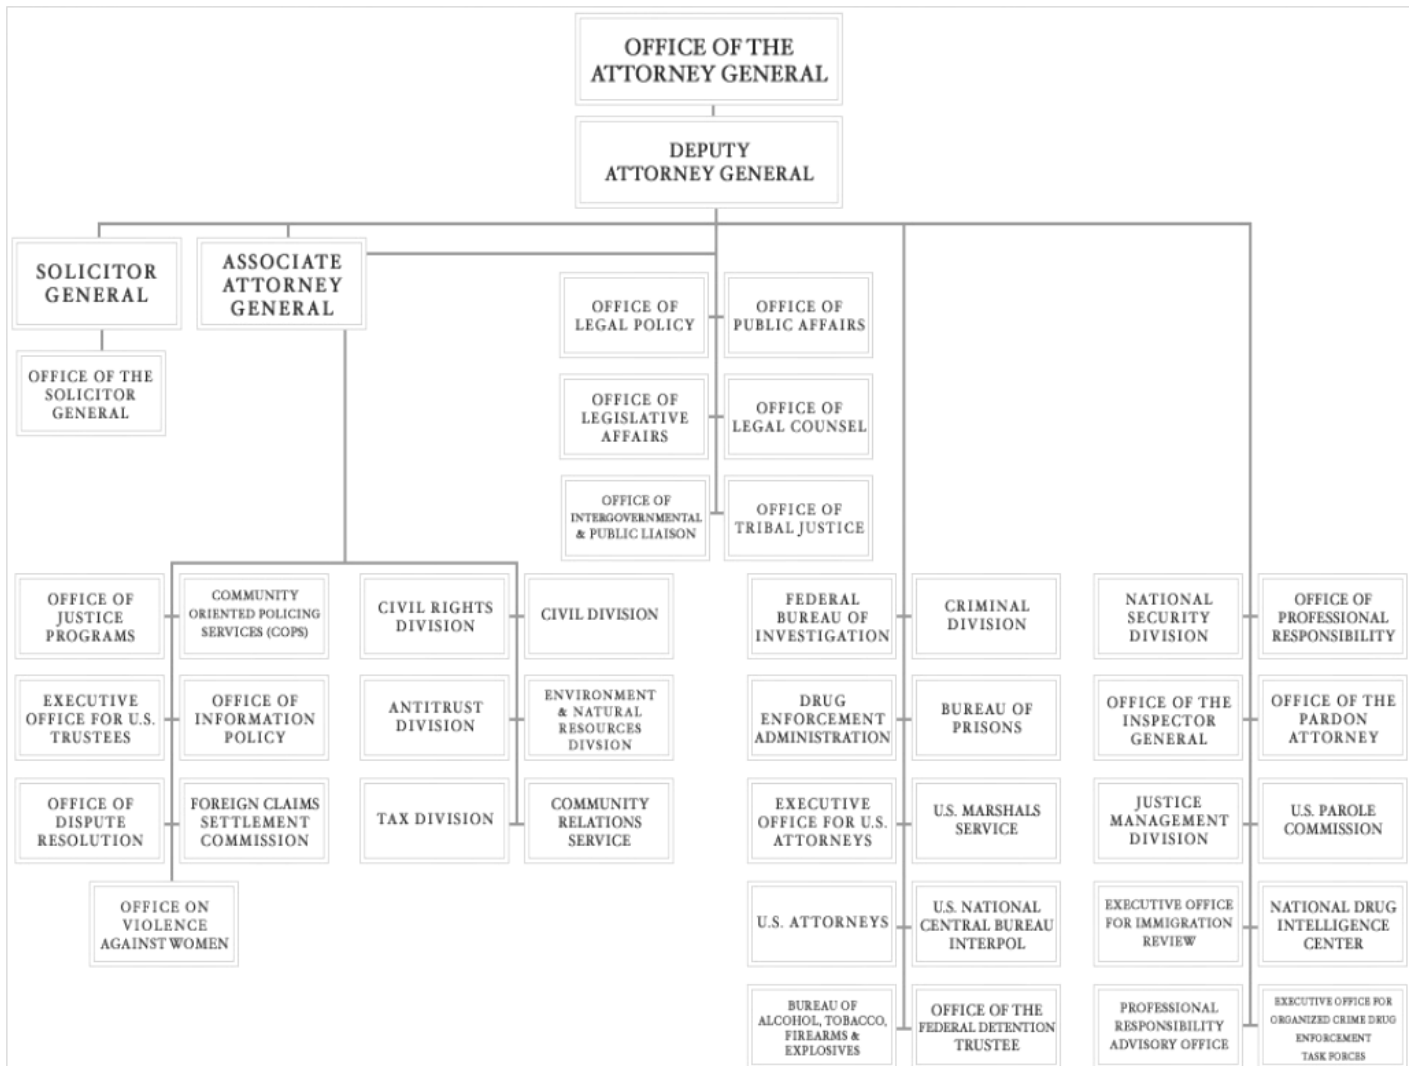 OFFICE OF THE
ATTORNEY GENERAL
DEPUTY
ATTORNEY GENERAL
SOLICITOR
GENERAL
ASSOCIATE
ATTORNEY
GENERAL
OFFICE OF THE
SOLICITOR
GENERAL
OFFICE OF
LEGAL POLICY
OFFICE OF
PUBLIC AFFAIRS
OFFICE OF
LEGISLATIVE
AFFAIRS
OFFICE OF
LEGAL COUNSEL
OFFICE OF
INTERGOVERNMENTAL
& PUBLIC LIAISON
OFFICE OF
TRIBAL JUSTICE
OFFICE OF
JUSTICE
PROGRAMS
COMMUNITY
ORIENTED POLICING
SERVICES (COPS)
CIVIL RIGHTS
DIVISION
CIVIL DIVISION
FEDERAL
BUREAU OF
INVESTIGATION
CRIMINAL
DIVISION
NATIONAL
SECURITY
DIVISION
OFFICE OF
PROFESSIONAL
RESPONSIBILITY
EXECUTIVE
OFFICE FOR U.S.
TRUSTEES
OFFICE OF
INFORMATION
POLICY
ANTITRUST
DIVISION
ENVIRONMENT
& NATURAL
RESOURCES
DIVSION
DRUG
ENFORCEMENT
ADMINISTRATION
BUREAU OF
PRISONS
OFFICE OF THE
INSPECTOR
GENERAL
OFFICE OF THE
PARDON
ATTORNEY
OFFICE OF
DISPUTE
RESOLUTION
FOREIGN CLAIMS
SETTLEMENT
COMMISSION
TAX DIVISION
COMMUNITY
RELATIONS
SERVICE
EXECUTIVE
OFFICE FOR U.S.
ATTORNEYS
U.S. MARSHALS
SERVICE
JUSTICE
MANAGEMENT
DIVISION
U.S. PAROLE
COMMISSION
OFFICE ON
VIOLENCE
AGAINST WOMEN
U.S. ATTORNEYS
U.S. NATIONAL
CENTRAL BUREAU
INTERPOL
EXECUTIVE OFFICE
FOR IMMIGRATION
REVIEW
NATIONAL DRUG
INTELLIGENCE
CENTER
BUREAU OF
ALCOHOL, TOBACCO,
FIREARMS &
EXPLOSIVES
OFFICE OF THE
FEDERAL DETENTION
TRUSTEE
PROFESSIONAL
RESPONSIBILITY
ADVISORY OFFICE
EXECUTIVE OFFICE FOR
ORGANIZED CRIME DRUG
ENFORCEMENT
TASK FORCES